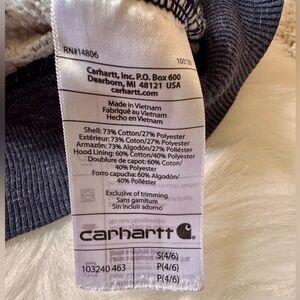 RN#14806
Carhartt, Inc. P.O. Box 600
Dearborn, MI 48121 USA
carhartt.com
Made in Vietnam
Fabriqué au Vietnam
Hecho en Vietnam
Shell: 73% Cotton/27% Polyester
Extérieur: 73% Coton/27% Polyester
Armazón: 73% Algodón/27% Poliéster
Hood Lining: 60% Cotton/40% Polyester
Doublure de capot: 60% Coton/
40% Polyester
Forro capucha: 60% Algodón/
40% Poliéster
Exclusive of trimming
Sans garniture
Sin incluir adorno
carhartt
S(4/6)
103240 463 P(4/6)
P(4/6)